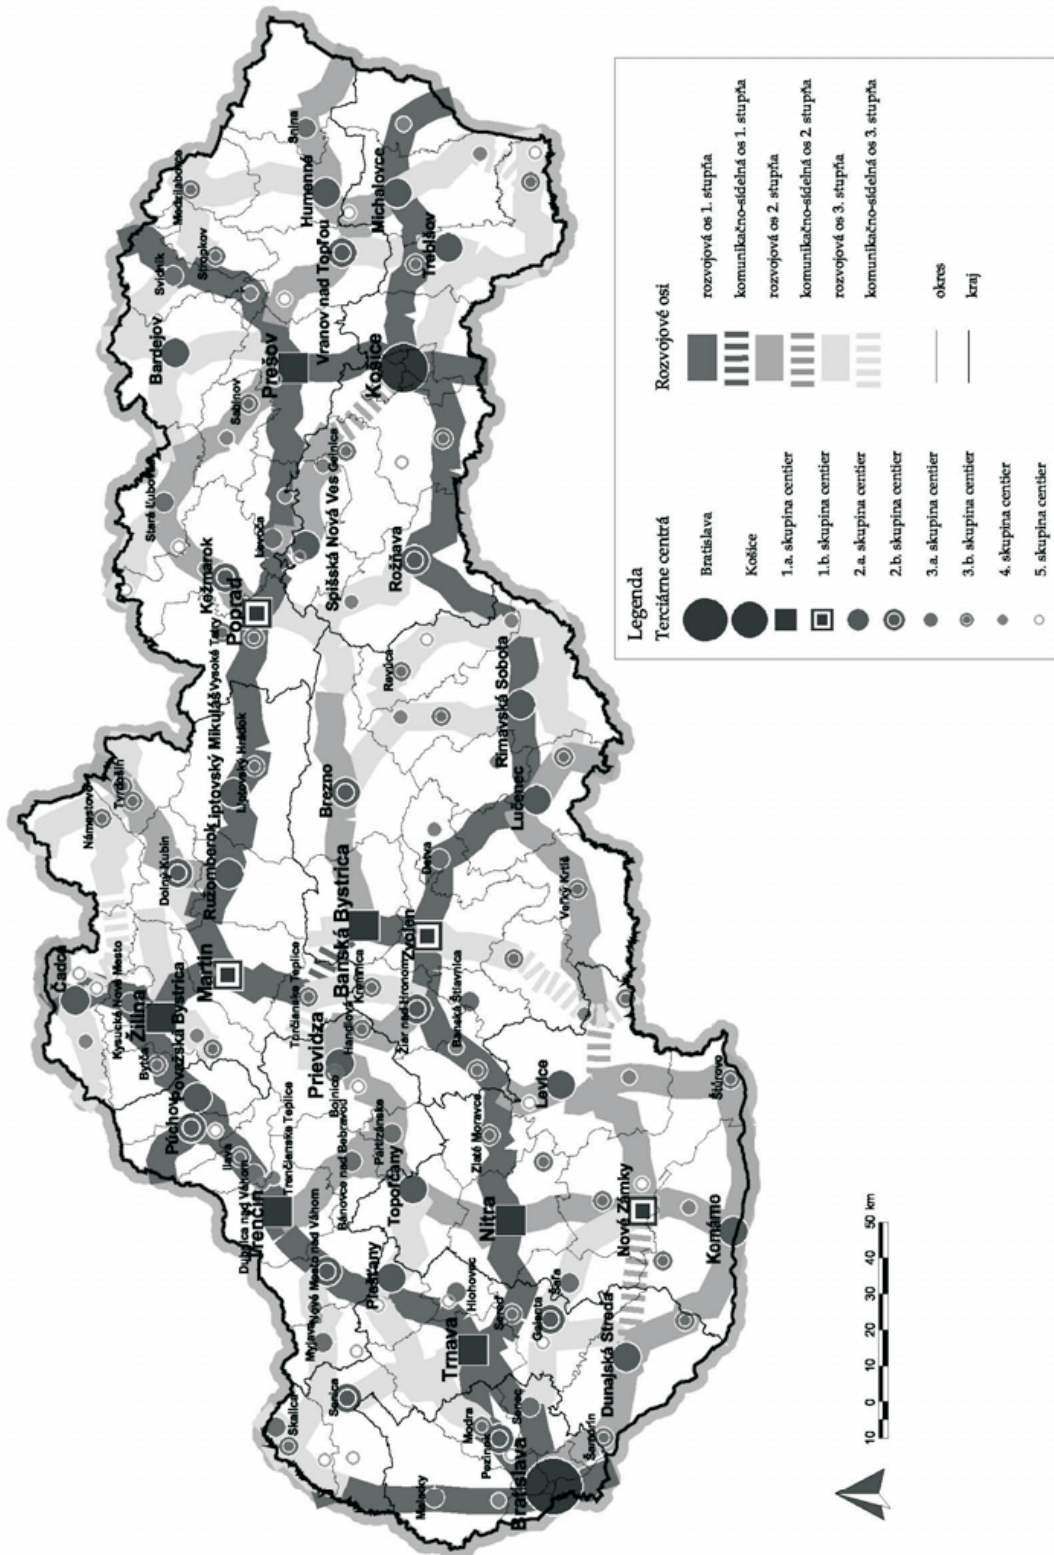 Námestovo
Tvrdošín
Čadca
Kysucké Nové Mesto
Žilina
Bytča
Považská Bystrica
Púchov
Ilava
Dubnica nad Váhom
Trenčianske Teplice
Trenčín
Dolný Kubín
Ružomberok
Martin
Liptovský Mikuláš
Liptovský Hrádok
Vysoké Tatry
Poprad
Kežmarok
Stará Ľubovňa
Levoča
Spišská Nová Ves
Gelnica
Sabinov
Bardejov
Prešov
Svidník
Stropkov
Medzilaborce
Snina
Humenné
Vranov nad Topľou
Michalovce
Trebišov
Košice
Rožňava
Revúca
Rimavská Sobota
Lučenec
Veľký Krtíš
Detva
Zvolen
Brezno
Banská Bystrica
Turčianske Teplice
Kremnica
Žiar nad Hronom
Banská Štiavnica
Prievidza
Handlová
Bojnice
Bánovce nad Bebravou
Partizánske
Topoľčany
Nové Mesto nad Váhom
Myjava
Piešťany
Hlohovec
Skalica
Senica
Malacky
Modra
Pezinok
Senec
Bratislava
Šamorín
Trnava
Sereď
Galanta
Šaľa
Dunajská Streda
Nitra
Zlaté Moravce
Levice
Nové Zámky
Komárno
Štúrovo
10 0 10 20 30 40 50 km
Legenda
Terciárne centrá
Bratislava
Košice
1.a. skupina centier
1.b. skupina centier
2.a. skupina centier
2.b. skupina centier
3.a. skupina centier
3.b. skupina centier
4. skupina centier
5. skupina centier
Rozvojové osi
rozvojová os 1. stupňa
komunikačno-sídelná os 1. stupňa
rozvojová os 2. stupňa
komunikačno-sídelná os 2. stupňa
rozvojová os 3. stupňa
komunikačno-sídelná os 3. stupňa
okres
kraj